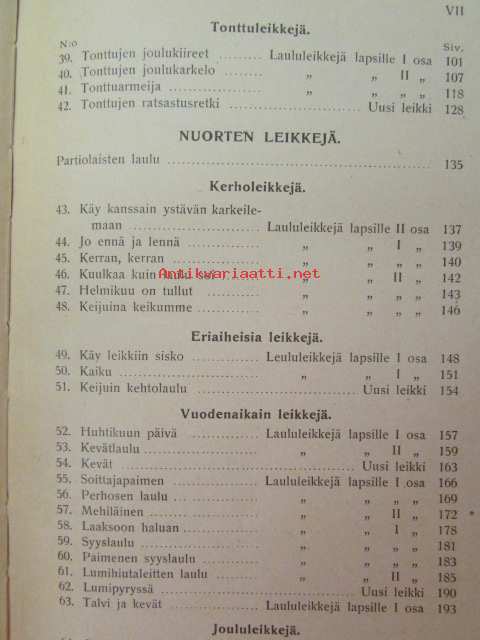 VII
Tonttuleikkejä.
N:o Siv.
39. Tonttujen joulukiireet ........ Laululeikkejä lapsille I osa 101
40. Tonttujen joulukarkelo ........ „ „ II „ 107
41. Tonttuarmeija ........ „ „ „ „ 118
42. Tonttujen ratsastusretki ........ Uusi leikki 128
NUORTEN LEIKKEJÄ.
Partiolaisten laulu ........ 135
Kerholeikkejä.
43. Käy kanssain ystävän karkeile-
maan ........ Laululeikkejä lapsille II osa 137
44. Jo ennä ja lennä ........ „ „ I „ 139
45. Kerran, kerran ........ „ „ „ „ 140
46. Kuulkaa kuin laulu soi ........ „ „ II „ 142
Antikvariaatti.net
47. Helmikuu on tullut ........ „ „ „ „ 143
48. Keijuina keikumme ........ „ „ „ „ 146
Eriaiheisia leikkejä.
49. Käy leikkiin sisko ........ Leululeikkejä lapsille I osa 148
50. Kaiku ........ „ „ I „ 151
51. Keijuin kehtolaulu ........ Uusi leikki 154
Vuodenaikain leikkejä.
52. Huhtikuun päivä ........ Laululeikkejä lapsille I osa 157
53. Kevätlaulu ........ „ „ II „ 159
54. Kevät ........ Uusi leikki 163
55. Soittajapaimen ........ Laululeikkejä lapsille I osa 166
56. Perhosen laulu ........ „ „ „ „ 169
57. Mehiläinen ........ „ „ II „ 172
58. Laaksoon haluan ........ „ „ I „ 178
59. Syyslaulu ........ „ „ „ „ 181
60. Paimenen syyslaulu ........ „ „ „ „ 183
61. Lumihiutaleitten laulu ........ „ „ II „ 185
62. Lumipyryssä ........ Uusi leikki 190
63. Talvi ja kevät ........ Laululeikkejä lapsille I osa 193
Joululeikkejä.